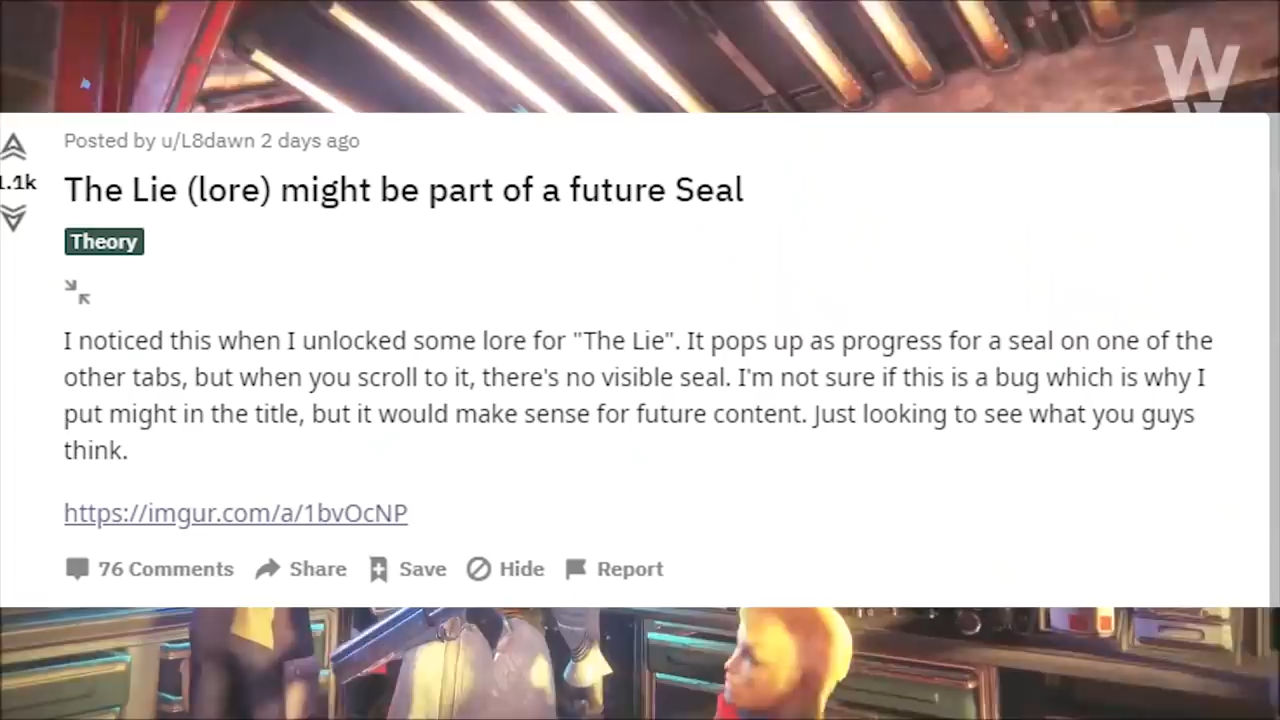 W
Posted by u/L8dawn 2 days ago
1.1k
The Lie (lore) might be part of a future Seal
Theory
I noticed this when I unlocked some lore for "The Lie". It pops up as progress for a seal on one of the
other tabs, but when you scroll to it, there's no visible seal. I'm not sure if this is a bug which is why I
put might in the title, but it would make sense for future content. Just looking to see what you guys
think.
https://imgur.com/a/1bvOcNP
76 Comments Share Save Hide Report